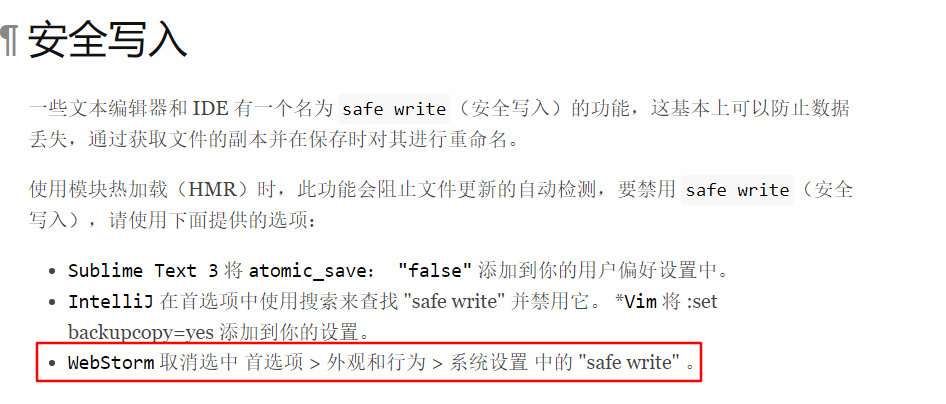 ¶ 安全写入
一些文本编辑器和 IDE 有一个名为 safe write（安全写入）的功能，这基本上可以防止数据
丢失，通过获取文件的副本并在保存时对其进行重命名。
使用模块热加载（HMR）时，此功能会阻止文件更新的自动检测，要禁用 safe write（安全
写入），请使用下面提供的选项：
• Sublime Text 3 将 atomic_save： "false" 添加到你的用户偏好设置中。
• IntelliJ 在首选项中使用搜索来查找 "safe write" 并禁用它。 *Vim 将 :set
backupcopy=yes 添加到你的设置。
• WebStorm 取消选中 首选项 > 外观和行为 > 系统设置 中的 "safe write" 。